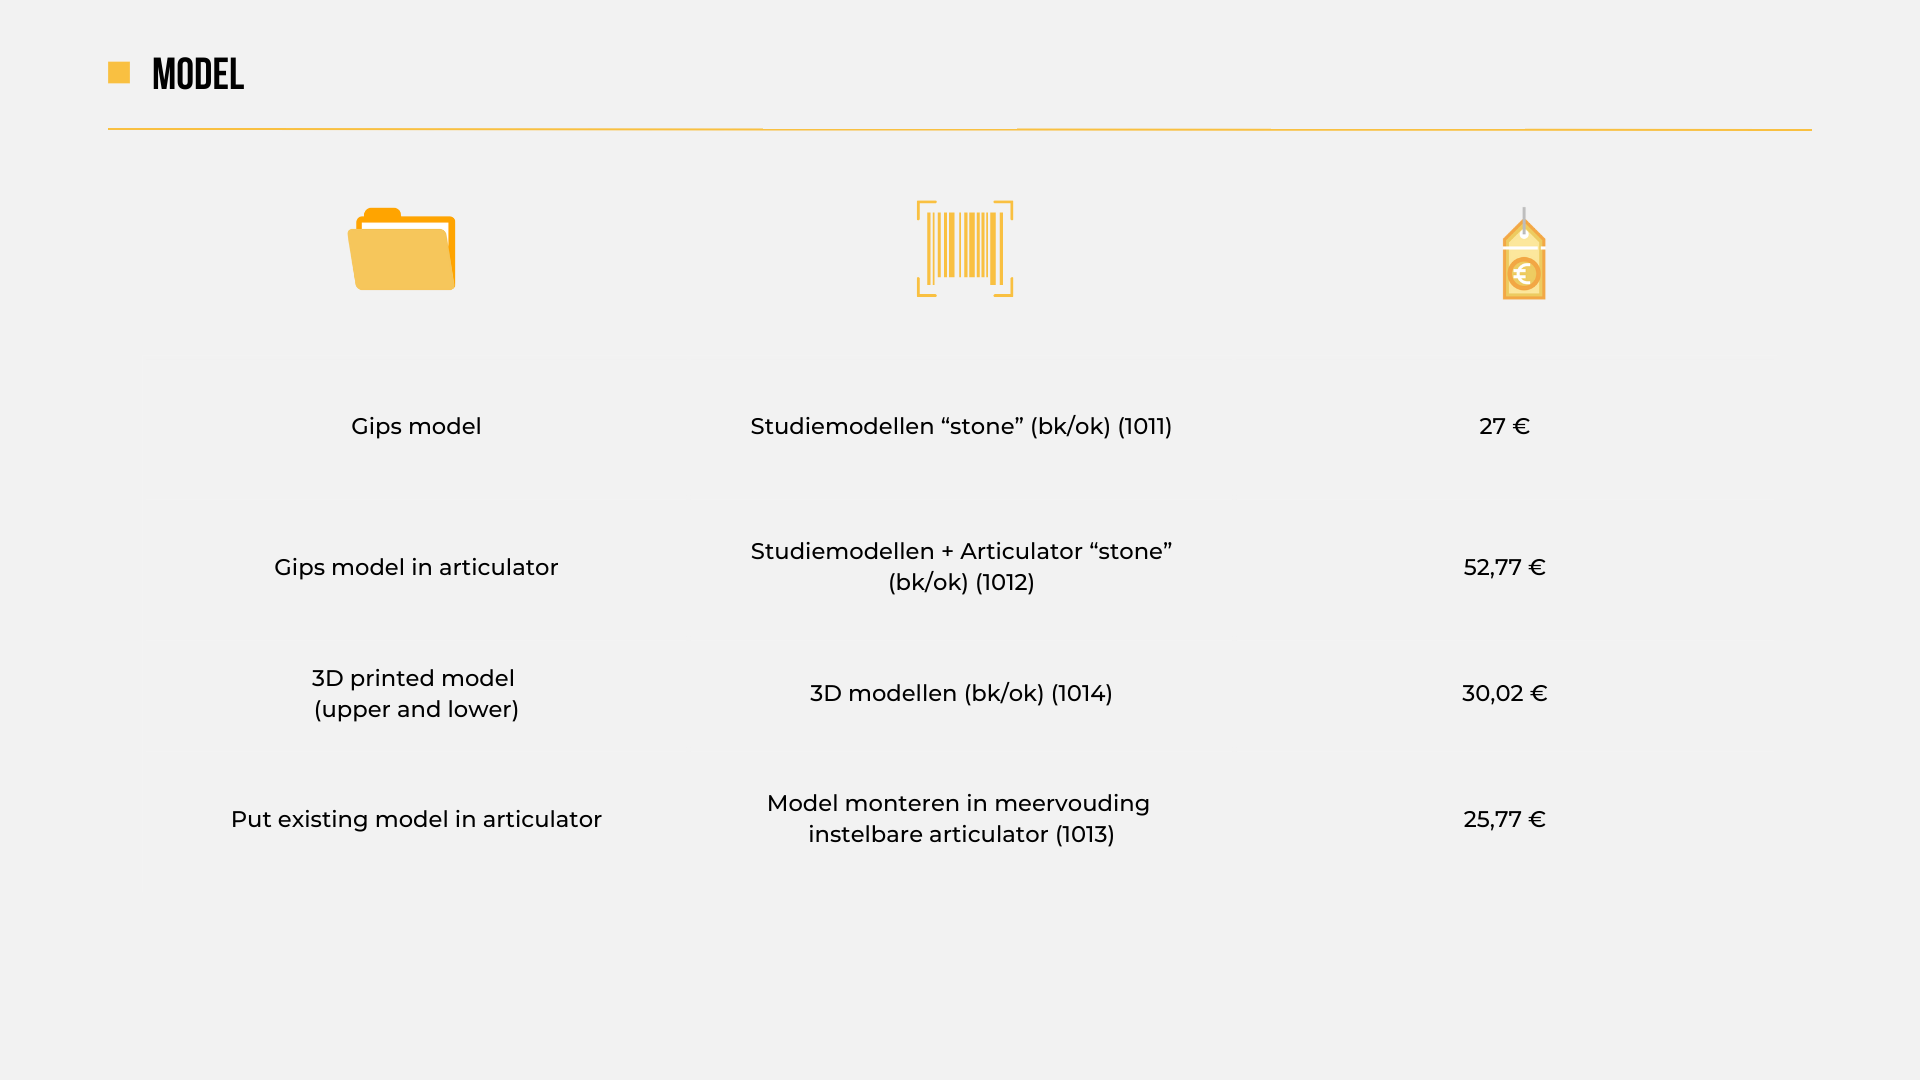 MODEL
Gips model
Studiemodellen “stone” (bk/ok) (1011)
27 €
Gips model in articulator
Studiemodellen + Articulator “stone”
(bk/ok) (1012)
52,77 €
3D printed model
(upper and lower)
3D modellen (bk/ok) (1014)
30,02 €
Put existing model in articulator
Model monteren in meervouding
instelbare articulator (1013)
25,77 €